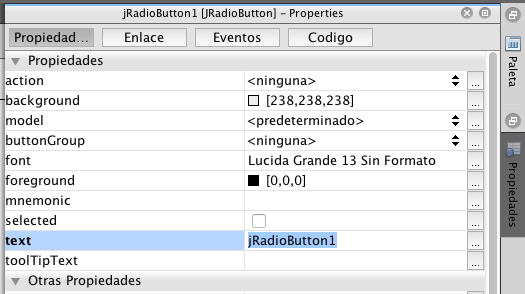 jRadioButton1 [JRadioButton] – Properties
Propiedad... Enlace Eventos Codigo
Propiedades
action <ninguna> ...
background [238,238,238] ...
model <predeterminado> ...
buttonGroup <ninguna> ...
font Lucida Grande 13 Sin Formato ...
foreground [0,0,0] ...
mnemonic ...
selected ...
text jRadioButton1 ...
toolTipText ...
Otras Propiedades
Paleta
Propiedades